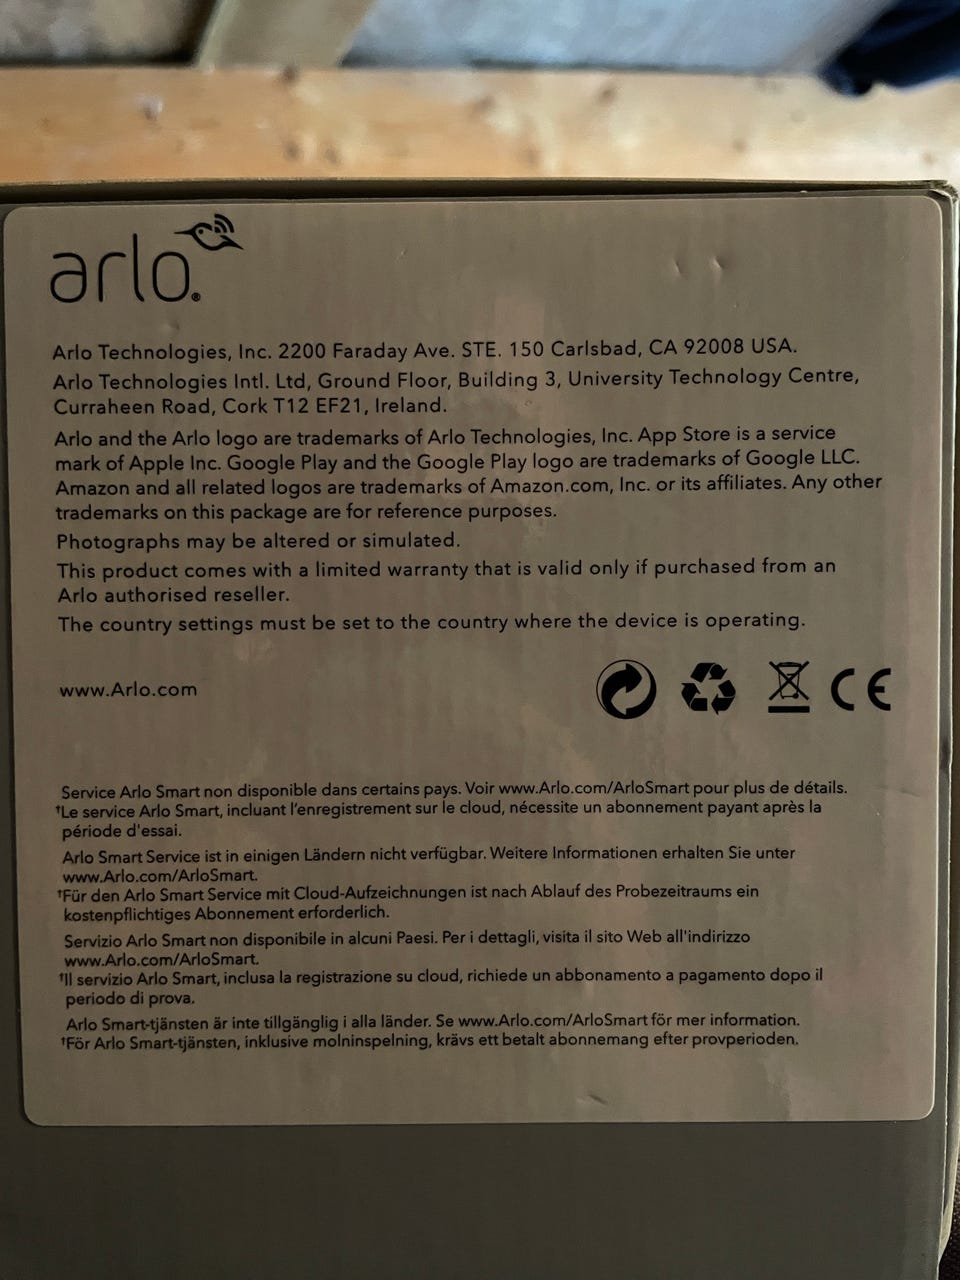 arlo®
Arlo Technologies, Inc. 2200 Faraday Ave. STE. 150 Carlsbad, CA 92008 USA.
Arlo Technologies Intl. Ltd, Ground Floor, Building 3, University Technology Centre,
Curraheen Road, Cork T12 EF21, Ireland.
Arlo and the Arlo logo are trademarks of Arlo Technologies, Inc. App Store is a service
mark of Apple Inc. Google Play and the Google Play logo are trademarks of Google LLC.
Amazon and all related logos are trademarks of Amazon.com, Inc. or its affiliates. Any other
trademarks on this package are for reference purposes.
Photographs may be altered or simulated.
This product comes with a limited warranty that is valid only if purchased from an
Arlo authorised reseller.
The country settings must be set to the country where the device is operating.
www.Arlo.com
CE
Service Arlo Smart non disponible dans certains pays. Voir www.Arlo.com/ArloSmart pour plus de détails.
†Le service Arlo Smart, incluant l'enregistrement sur le cloud, nécessite un abonnement payant après la
période d'essai.
Arlo Smart Service ist in einigen Ländern nicht verfügbar. Weitere Informationen erhalten Sie unter
www.Arlo.com/ArloSmart.
†Für den Arlo Smart Service mit Cloud-Aufzeichnungen ist nach Ablauf des Probezeitraums ein
kostenpflichtiges Abonnement erforderlich.
Servizio Arlo Smart non disponibile in alcuni Paesi. Per i dettagli, visita il sito Web all'indirizzo
www.Arlo.com/ArloSmart.
†Il servizio Arlo Smart, inclusa la registrazione su cloud, richiede un abbonamento a pagamento dopo il
periodo di prova.
Arlo Smart-tjänsten är inte tillgänglig i alla länder. Se www.Arlo.com/ArloSmart för mer information.
†För Arlo Smart-tjänsten, inklusive molninspelning, krävs ett betalt abonnemang efter provperioden.